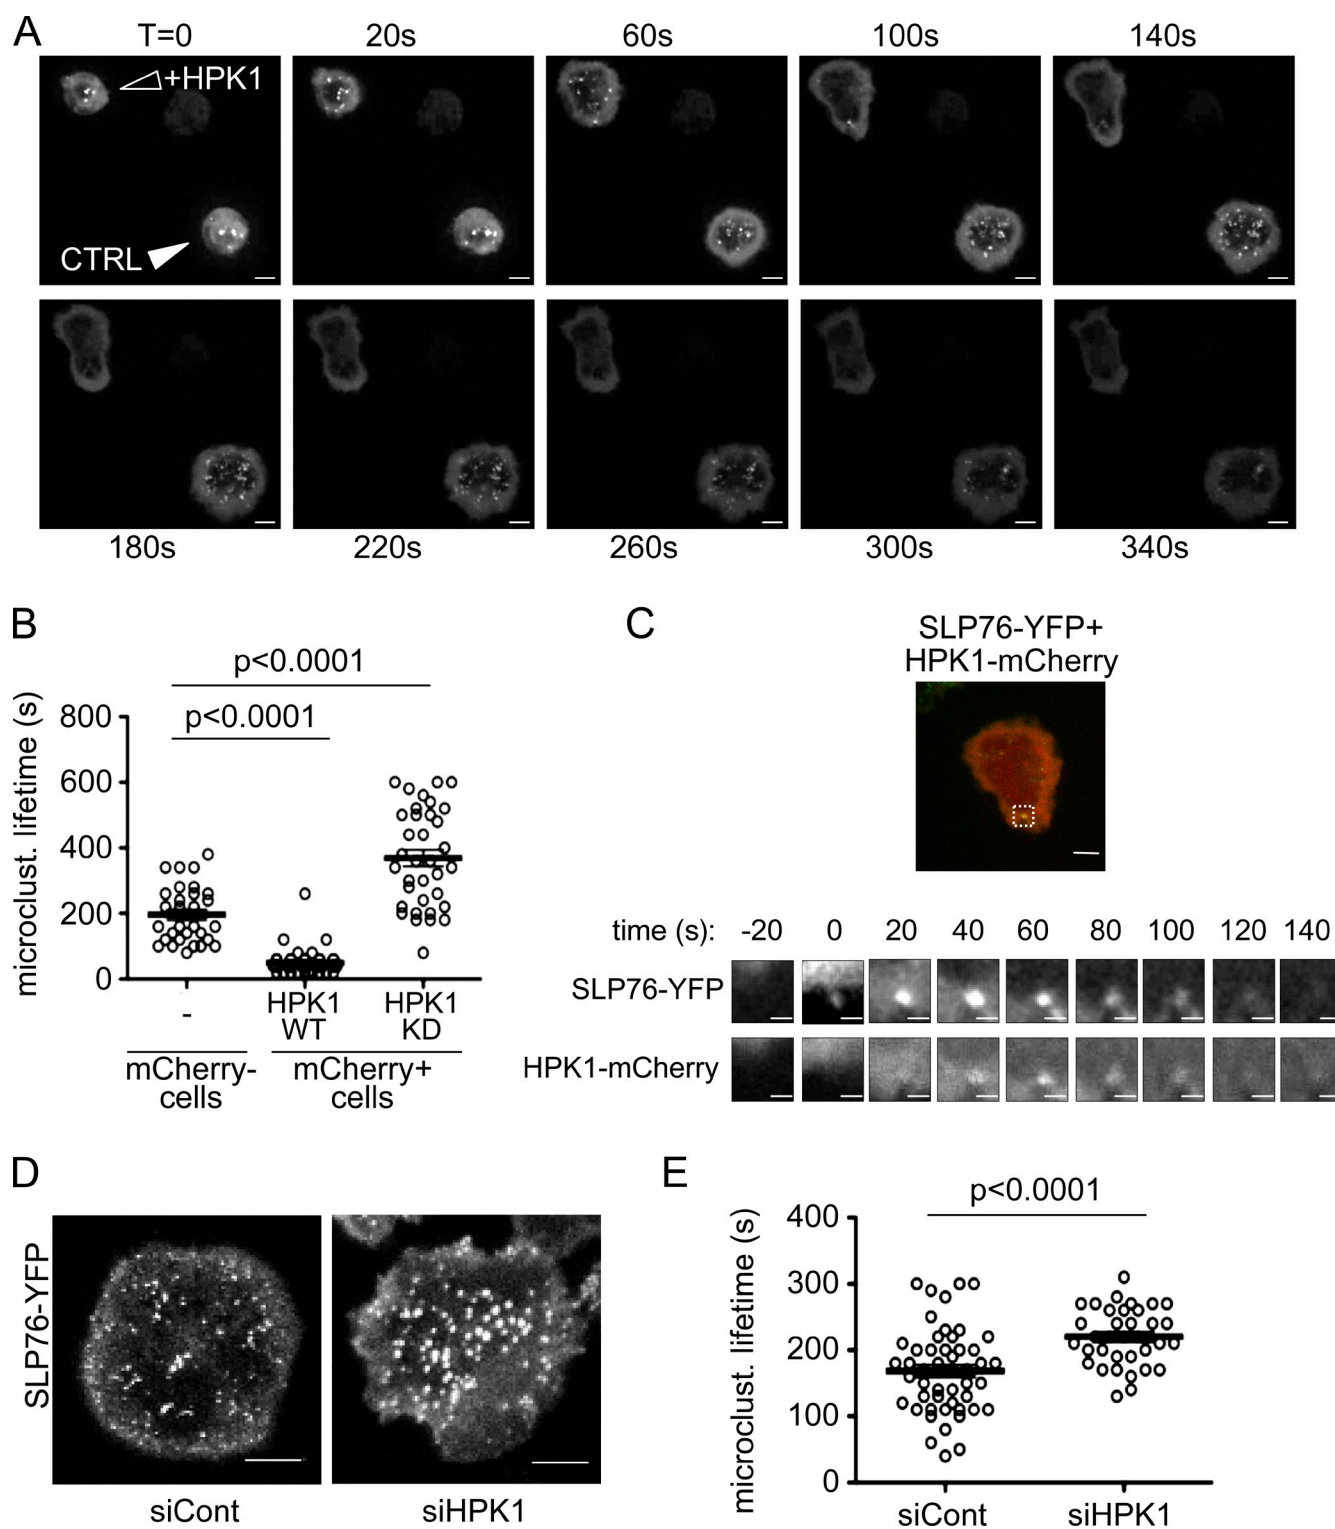 A
T=0 20s 60s 100s 140s
+HPK1
CTRL
180s 220s 260s 300s 340s
B
p<0.0001
p<0.0001
microclust. lifetime (s)
800
600
400
200
0
- HPK1 HPK1
WT KD
mCherry- mCherry+
cells cells
C
SLP76-YFP+
HPK1-mCherry
time (s): -20 0 20 40 60 80 100 120 140
SLP76-YFP
HPK1-mCherry
D
SLP76-YFP
siCont siHPK1
E
p<0.0001
microclust. lifetime (s)
400
300
200
100
0
siCont siHPK1